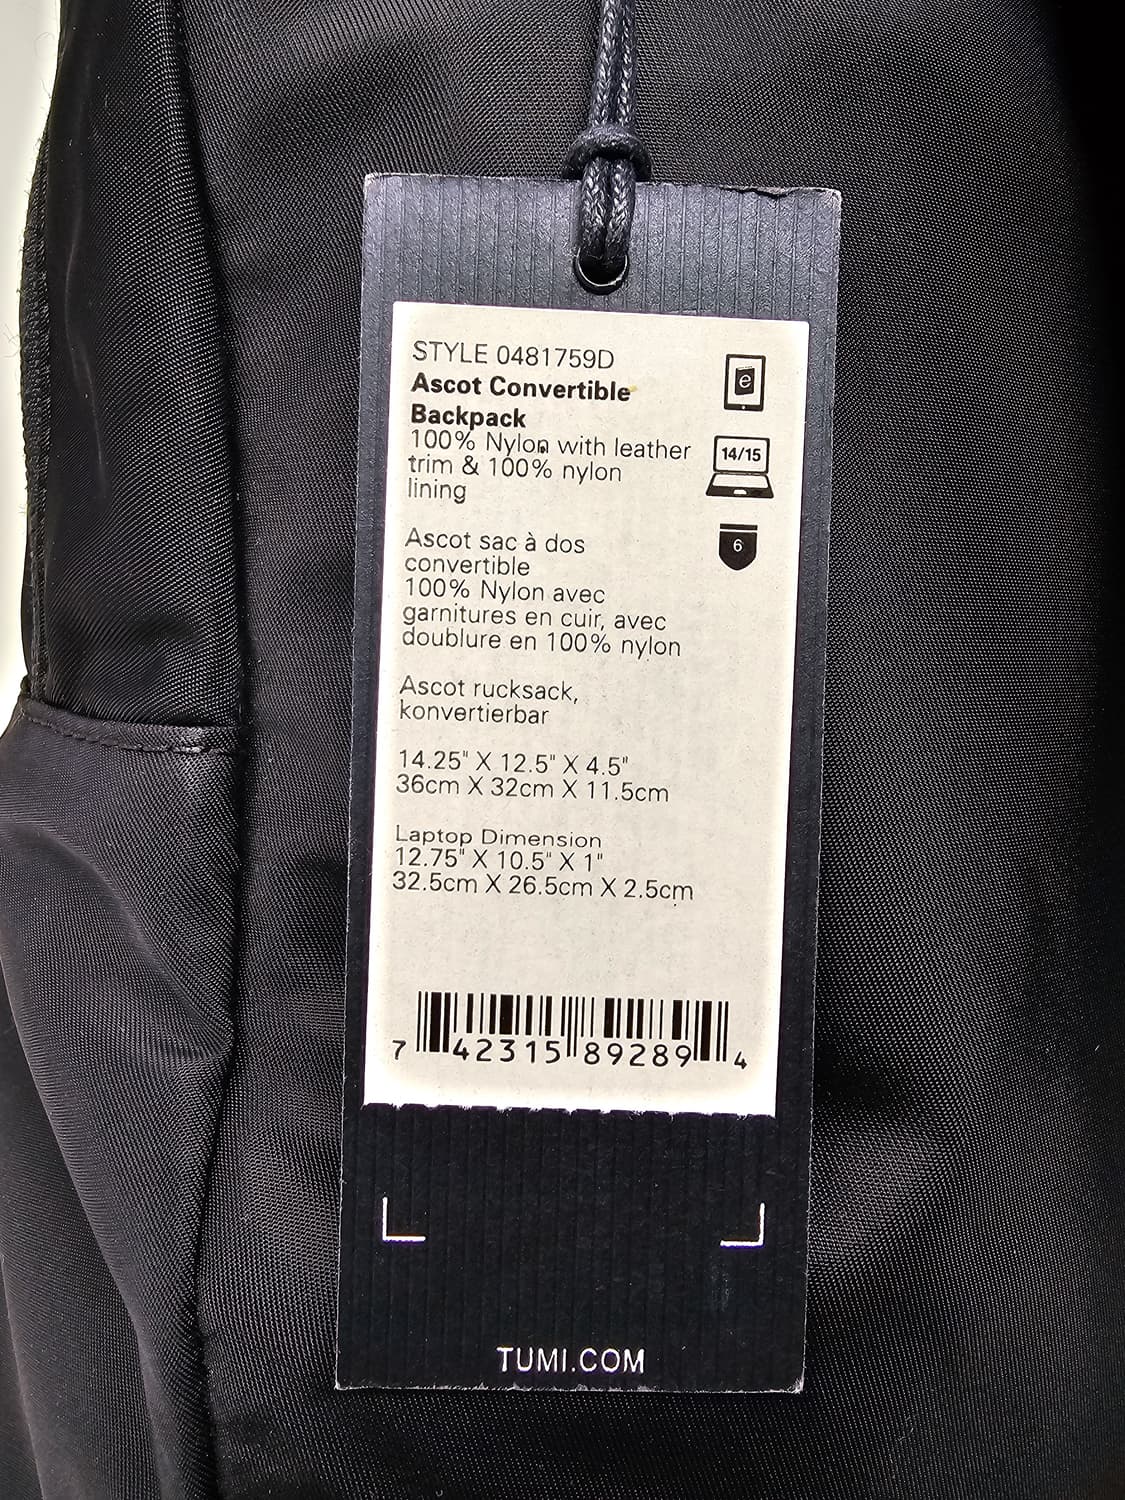 STYLE 0481759D
Ascot Convertible
Backpack
100% Nylon with leather
trim & 100% nylon
lining
e
14/15
6
Ascot sac à dos
convertible
100% Nylon avec
garnitures en cuir, avec
doublure en 100% nylon
Ascot rucksack,
konvertierbar
14.25" X 12.5" X 4.5"
36cm X 32cm X 11.5cm
Laptop Dimension
12.75" X 10.5" X 1"
32.5cm X 26.5cm X 2.5cm
7 42315 89289 4
TUMI.COM